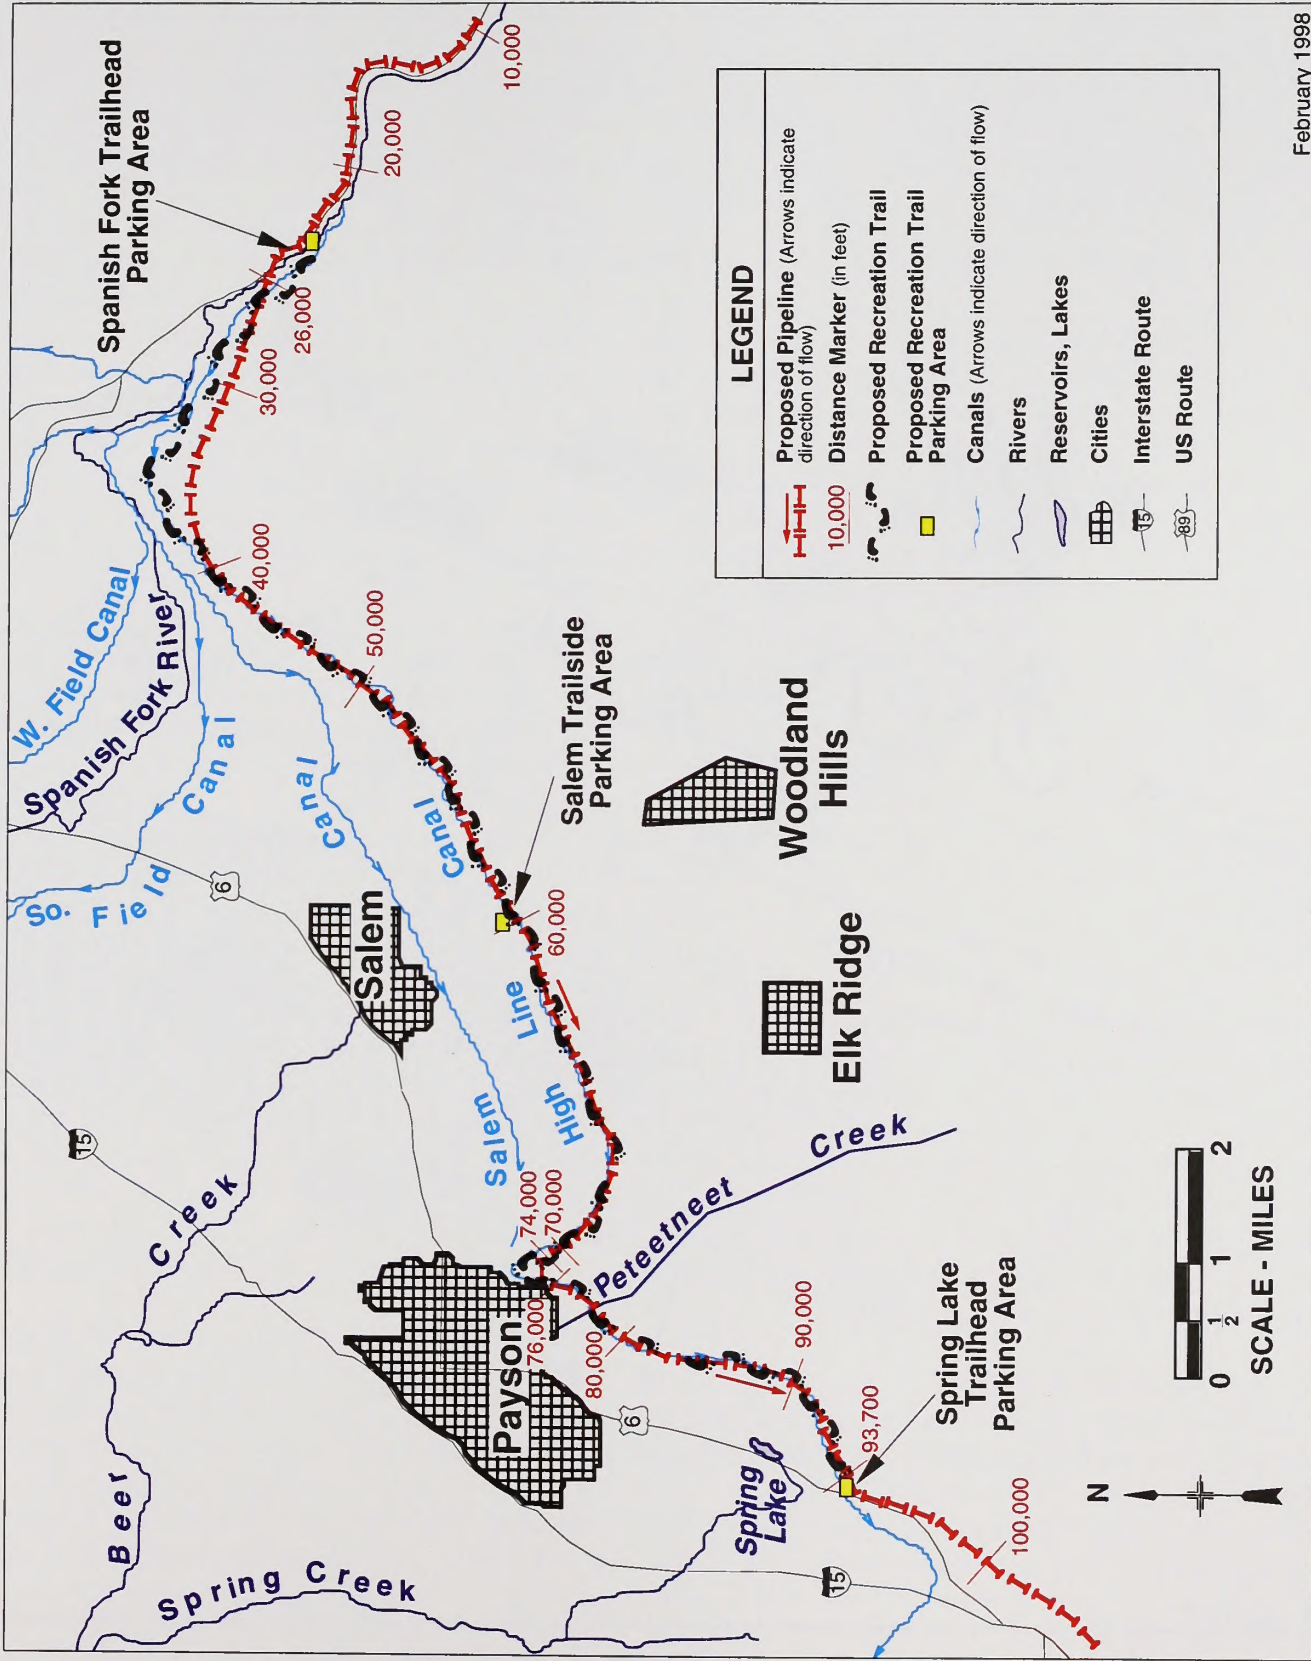 Spanish Fork Trailhead
Parking Area
10,000
20,000
26,000
30,000
40,000
50,000
W. Field Canal
Spanish Fork River
So. Field Canal
Salem Canal
High Line Canal
Salem Trailside
Parking Area
60,000
Woodland
Hills
Elk Ridge
Salem
6
15
Beer Creek
Spring Creek
Payson
74,000
70,000
76,000
Peteetneet Creek
80,000
90,000
6
Spring
Lake
93,700
Spring Lake
Trailhead
Parking Area
15
100,000
N
0 1/2 1 2
SCALE - MILES
LEGEND
Proposed Pipeline (Arrows indicate
direction of flow)
10,000 Distance Marker (in feet)
Proposed Recreation Trail
Proposed Recreation Trail
Parking Area
Canals (Arrows indicate direction of flow)
Rivers
Reservoirs, Lakes
Cities
15 Interstate Route
89 US Route
February 1998